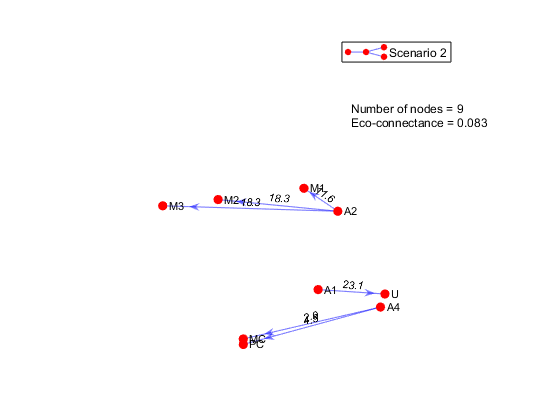 Scenario 2
Number of nodes = 9
Eco-connectance = 0.083
M1
M2
M3
18.3
18.3
A2
A1
23.1
U
A4
MC
PC